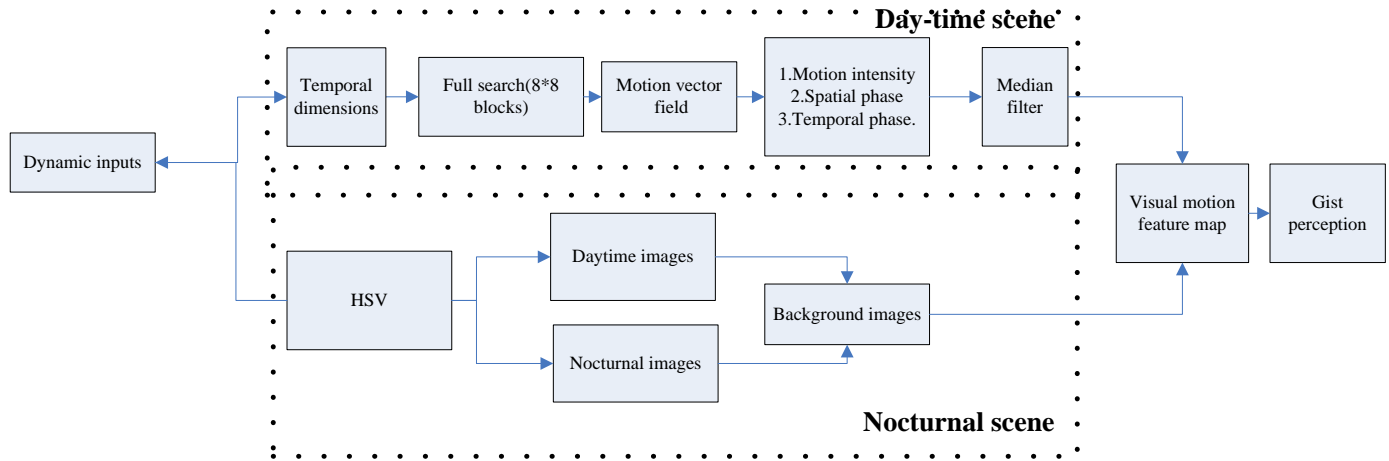 Day-time scene
Temporal
dimensions
Full search(8*8
blocks)
Motion vector
field
1.Motion intensity
2.Spatial phase
3.Temporal phase.
Median
filter
Dynamic inputs
Visual motion
feature map
Gist
perception
HSV
Daytime images
Nocturnal images
Background images
Nocturnal scene